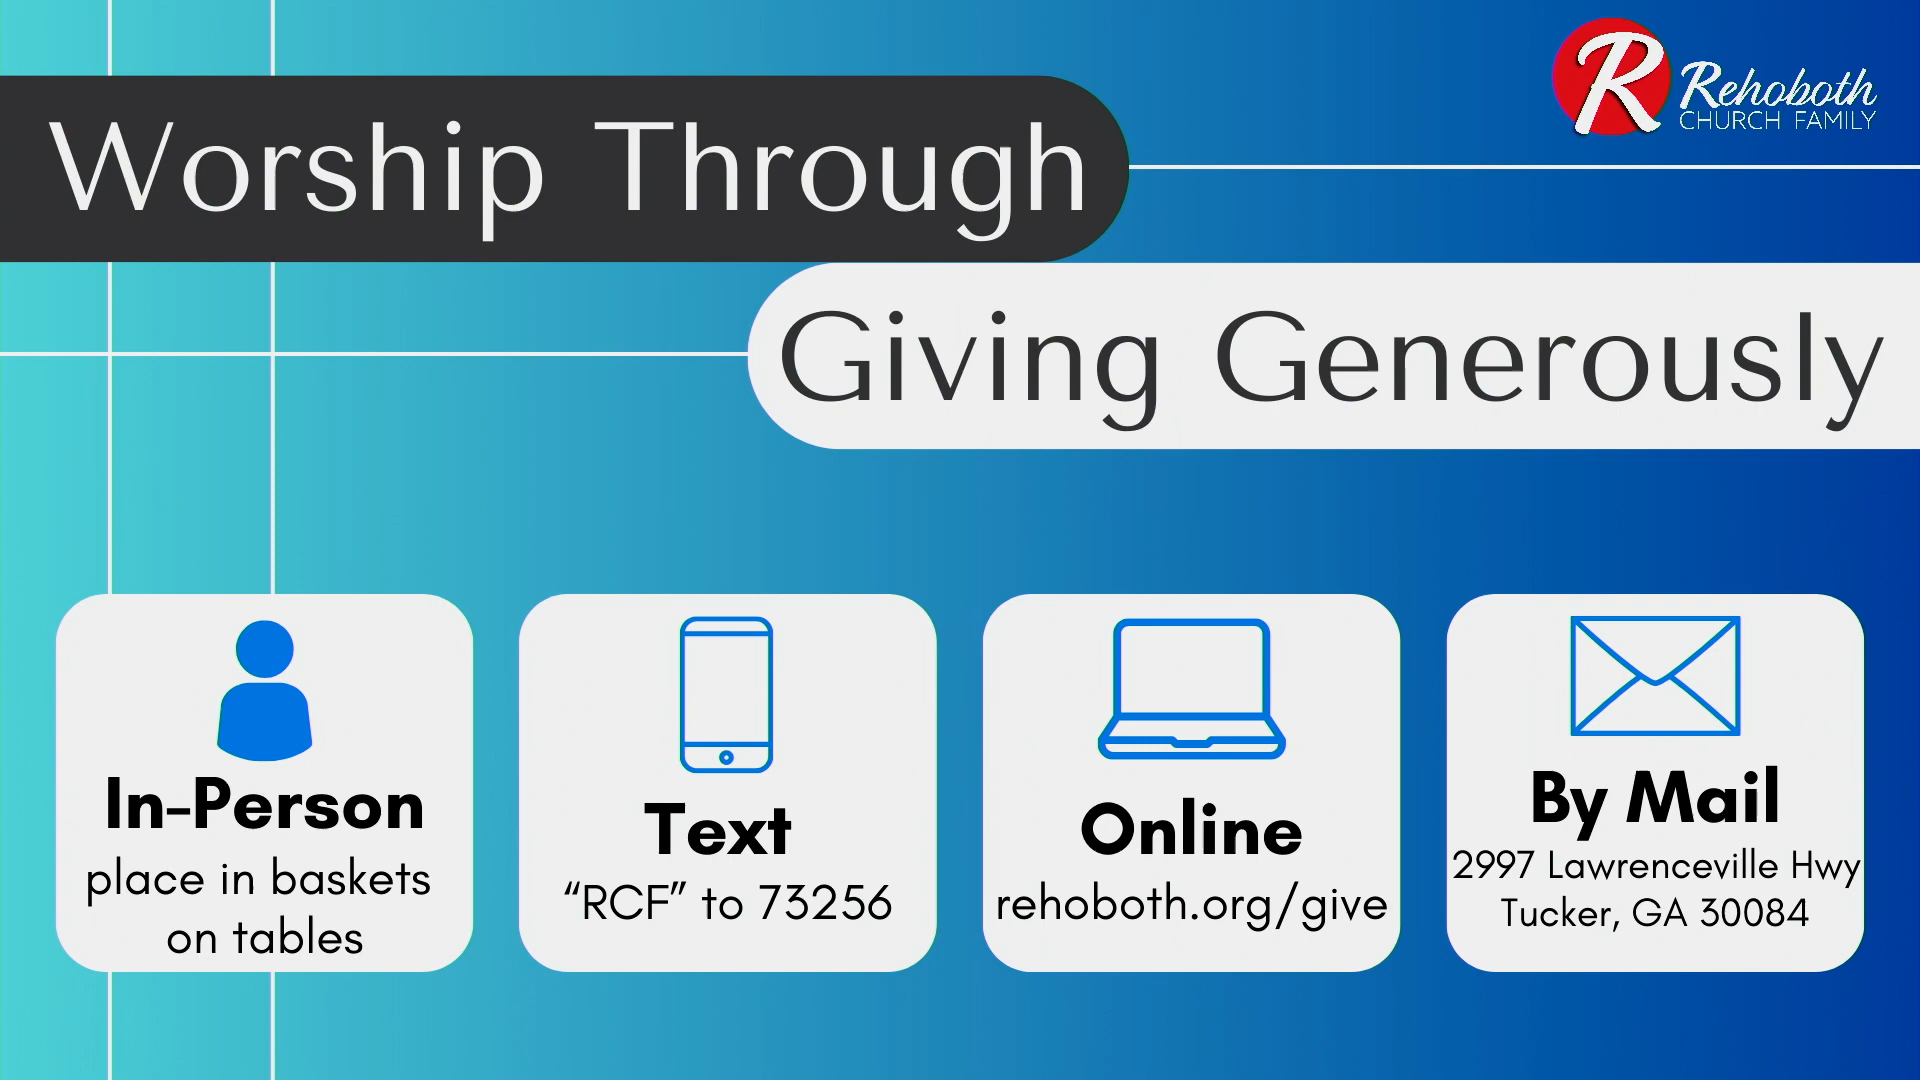 R Rehoboth
CHURCH FAMILY
Worship Through
Giving Generously
In-Person
place in baskets
on tables
Text
“RCF” to 73256
Online
rehoboth.org/give
By Mail
2997 Lawrenceville Hwy
Tucker, GA 30084